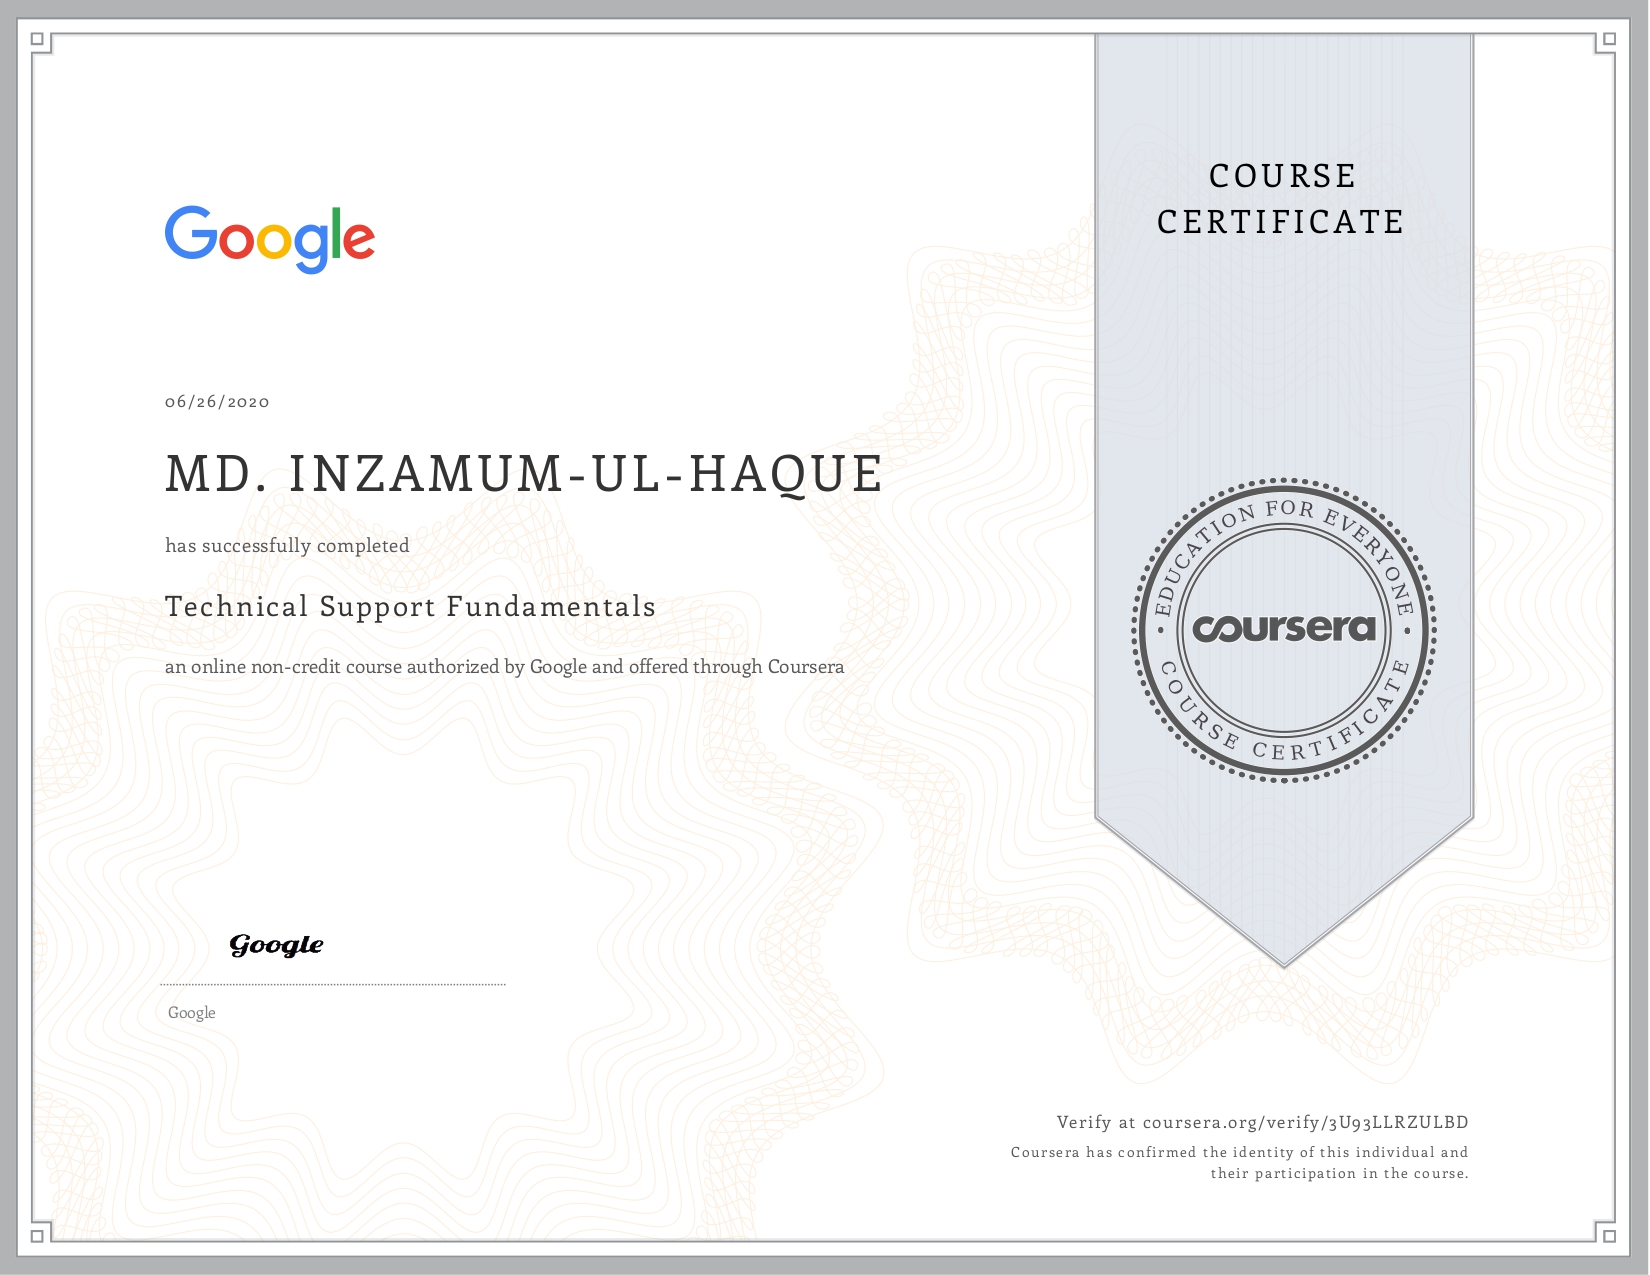 Google
COURSE
CERTIFICATE
06/26/2020
MD. INZAMUM-UL-HAQUE
has successfully completed
Technical Support Fundamentals
an online non-credit course authorized by Google and offered through Coursera
EDUCATION FOR EVERYONE
coursera
COURSE CERTIFICATE
Google
Google
Verify at coursera.org/verify/3U93LLRZULBD
Coursera has confirmed the identity of this individual and
their participation in the course.